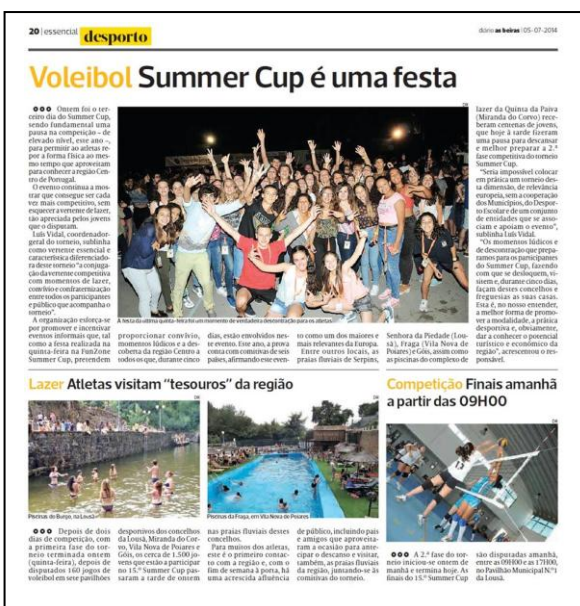 20 | essencial desporto
diário as beiras | 05-07-2014
Voleibol Summer Cup é uma festa
DR
Ontem foi o ter-
ceiro dia do Summer Cup,
sendo fundamental uma
pausa na competição – de
elevado nível, este ano –,
para permitir ao atletas re-
por a forma física ao mes-
mo tempo que aproveitam
para conhecer a região Cen-
tro de Portugal.
O evento continua a mos-
trar que consegue ser cada
vez mais competitivo, sem
esquecer a vertente de lazer,
tão apreciada pelos jovens
que o disputam.
Luís Vidal, coordenador-
geral do torneio, sublinha
como vertente essencial e
característica diferenciado-
ra desse torneio "a conjuga-
ção da vertente competitiva
com momentos de lazer,
convívio e confraternização
entre todos os participantes
e público que acompanha o
torneio".
A organização esforça-se
por promover e incentivar
eventos informais que, tal
como a festa realizada na
quinta-feira na FunZone
Summer Cup, pretendem
A festa da última quinta-feira foi um momento de verdadeira descontração para os atletas
proporcionar convívio,
momentos lúdicos e a des-
coberta da região Centro a
todos os que, durante cinco
dias, estão envolvidos nes-
te evento. Este ano, a prova
conta com comitivas de seis
países, afirmando esse even-
to como um dos maiores e
mais relevantes da Europa.
Entre outros locais, as
praias fluviais de Serpins,
Senhora da Piedade (Lou-
sã), Fraga (Vila Nova de
Poiares) e Góis, assim como
as piscinas do complexo de
lazer da Quinta da Paiva
(Miranda do Corvo) rece-
beram centenas de jovens,
que hoje à tarde fizeram
uma pausa para descansar
e melhor preparar a 2.ª
fase competitiva do torneio
Summer Cup.
"Seria impossível colocar
em prática um torneio des-
ta dimensão, de relevância
europeia, sem a cooperação
dos Municípios, do Despor-
to Escolar e de um conjunto
de entidades que se asso-
ciam e apoiam o evento",
sublinha Luís Vidal.
"Os momentos lúdicos e
de descontração que prepa-
ramos para os participantes
do Summer Cup, fazendo
com que se desloquem, vi-
sitem e, durante cinco dias,
façam destes concelhos e
freguesias as suas casas.
Esta é, no nosso entender,
a melhor forma de promo-
ver a modalidade, a prática
desportiva e, obviamente,
dar a conhecer o potencial
turístico e económico da
região", acrescentou o res-
ponsável.
Lazer Atletas visitam "tesouros" da região
DR
DR
Piscinas do Burgo, na Lousã
Piscinas da Fraga, em Vila Nova de Poiares
Depois de dois
dias de competição, com
a primeira fase do tor-
neio terminada ontem
(quinta-feira), depois de
disputados 160 jogos de
voleibol em sete pavilhões
desportivos dos concelhos
da Lousã, Miranda do Cor-
vo, Vila Nova de Poiares e
Góis, os cerca de 1.500 jo-
vens que estão a participar
no 15.º Summer Cup pas-
saram a tarde de ontem
nas praias fluviais destes
concelhos.
Para muitos dos atletas,
este é o primeiro contac-
to com a região e, com o
fim de semana à porta, há
uma acrescida afluência
de público, incluindo pais
e amigos que aproveita-
ram a ocasião para ante-
cipar o descanso e visitar,
também, as praias fluviais
da região, juntando-se às
comitivas do torneio.
Competição Finais amanhã
a partir das 09H00
DR
A 2.ª fase do tor-
neio iniciou-se ontem de
manhã e termina hoje. As
finais do 15.º Summer Cup
são disputadas amanhã,
entre as 09H00 e as 17H00,
no Pavilhão Municipal N.º1
da Lousã.